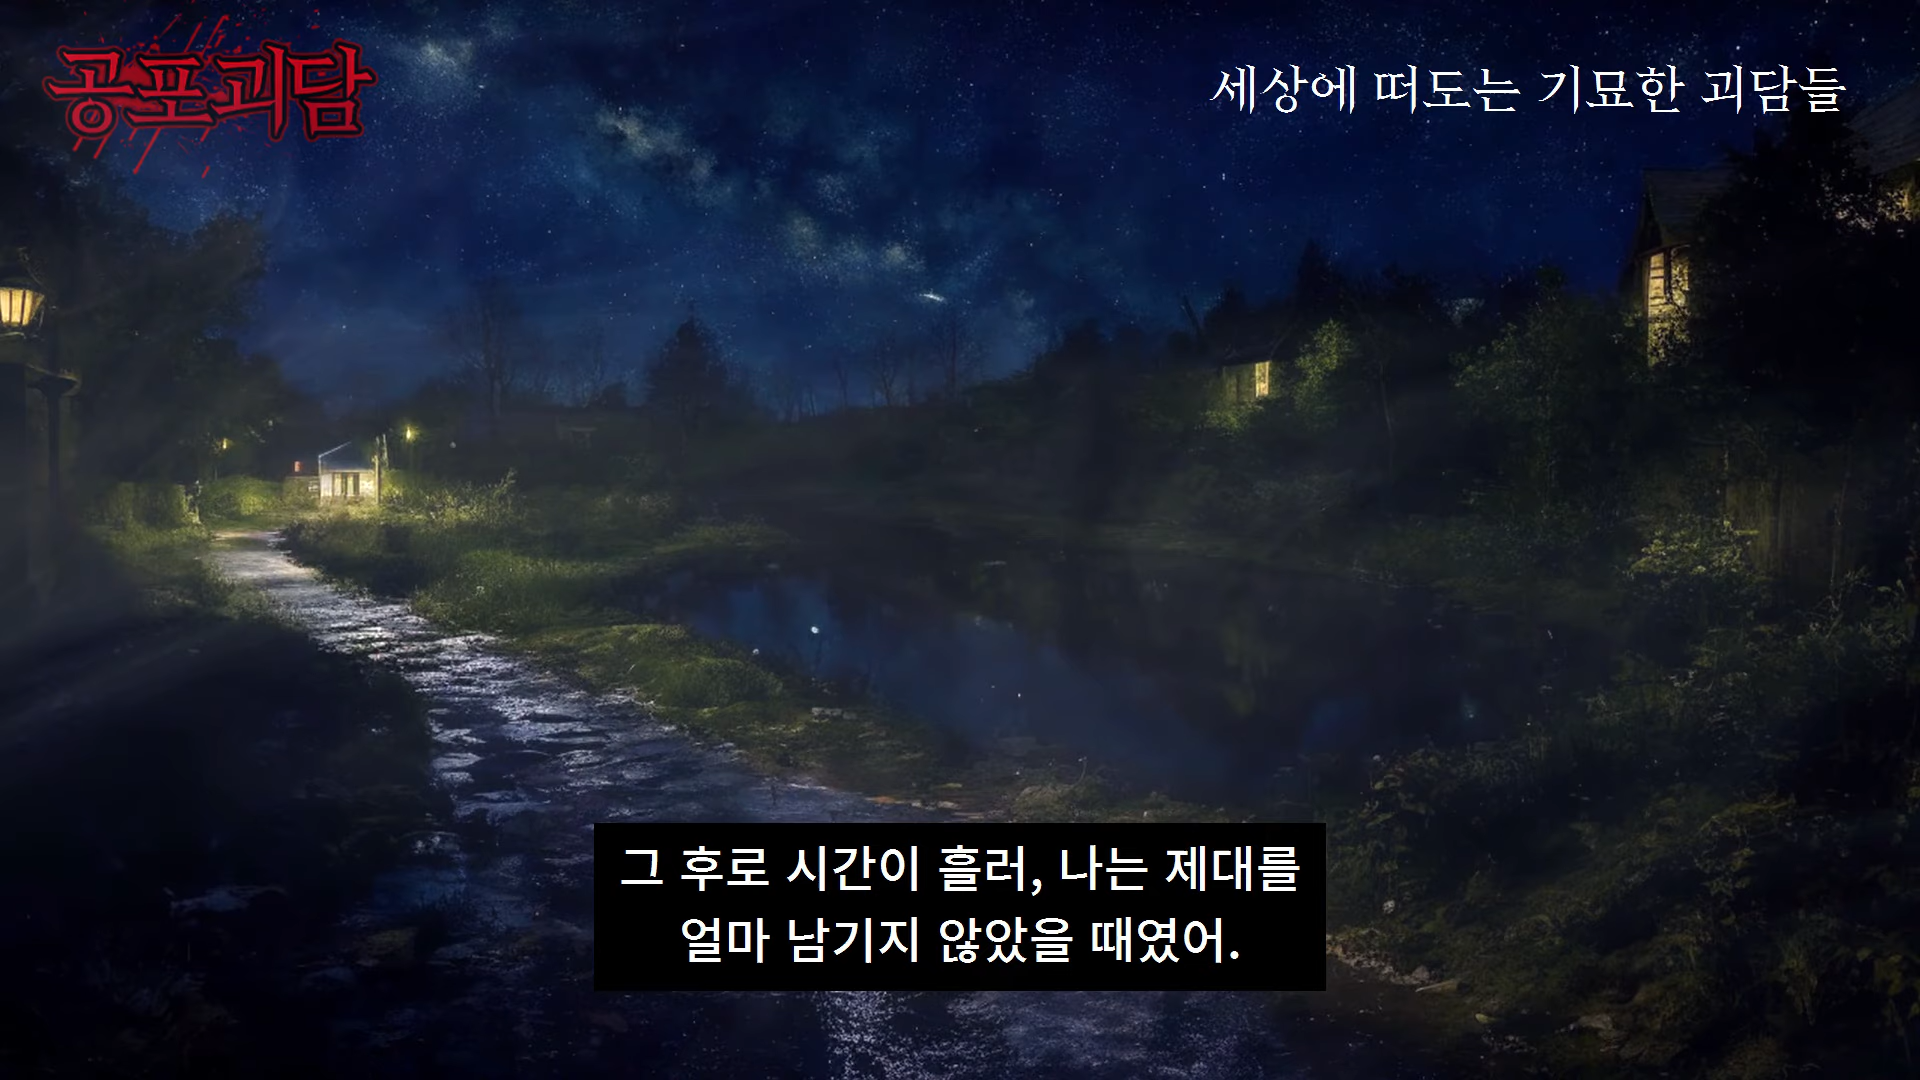 공포괴담
세상에 떠도는 기묘한 괴담들
그 후로 시간이 흘러, 나는 제대를
얼마 남기지 않았을 때였어.